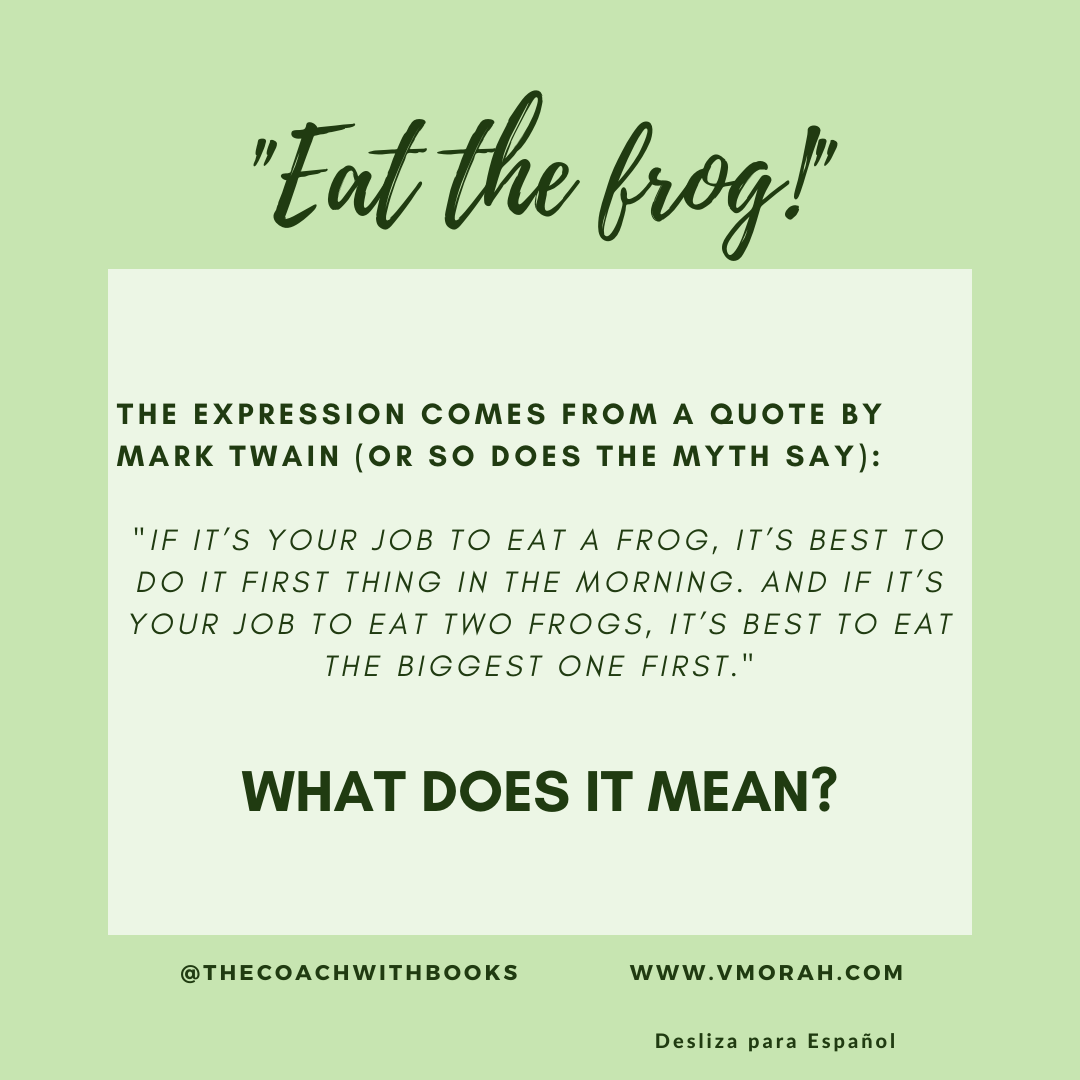 "Eat the frog!"
THE EXPRESSION COMES FROM A QUOTE BY
MARK TWAIN (OR SO DOES THE MYTH SAY):
"IF IT'S YOUR JOB TO EAT A FROG, IT'S BEST TO
DO IT FIRST THING IN THE MORNING. AND IF IT'S
YOUR JOB TO EAT TWO FROGS, IT'S BEST TO EAT
THE BIGGEST ONE FIRST."
WHAT DOES IT MEAN?
@THECOACHWITHBOOKS
WWW.VMORAH.COM
Desliza para Español